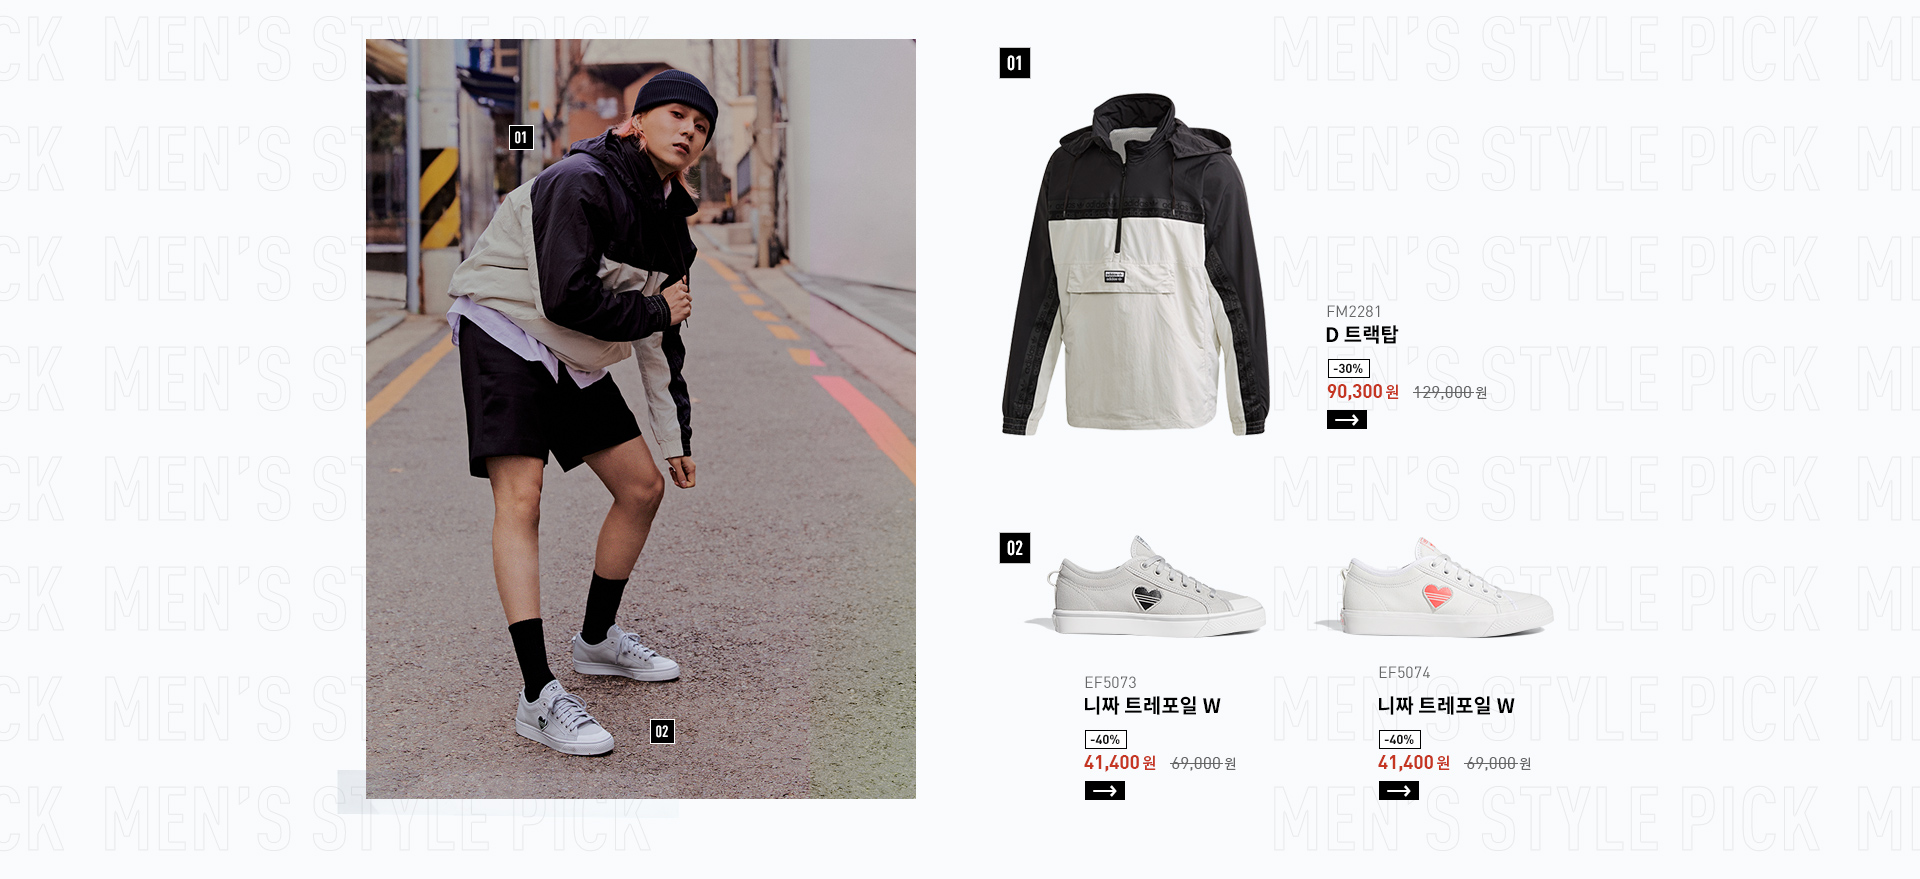 MEN'S STYLE PICK
01
02
01
FM2281
D 트랙탑
-30%
90,300 원 129,000 원
02
EF5073
니짜 트레포일 W
-40%
41,400 원 69,000 원
EF5074
니짜 트레포일 W
-40%
41,400 원 69,000 원